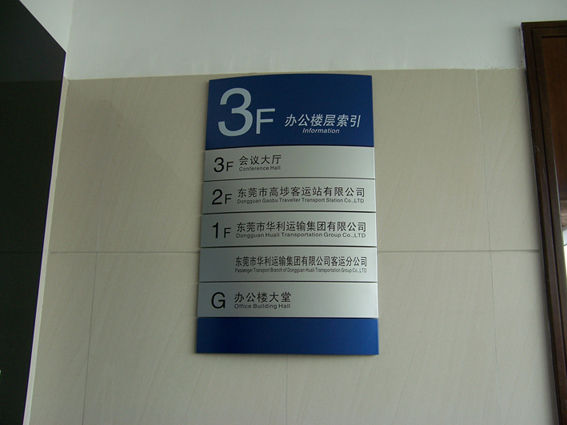 3F 办公楼层索引
Information
3F 会议大厅
Conference Hall
2F 东莞市高埗客运站有限公司
Dongguan Gaobu Traveller Transport Station Co.,LTD
1F 东莞市华利运输集团有限公司
Dongguan Huali Transportation Group Co.,LTD
东莞市华利运输集团有限公司客运分公司
Passenger Transport Branch of Dongguan Huali Transportation Group Co.,LTD
G 办公楼大堂
Office Building Hall